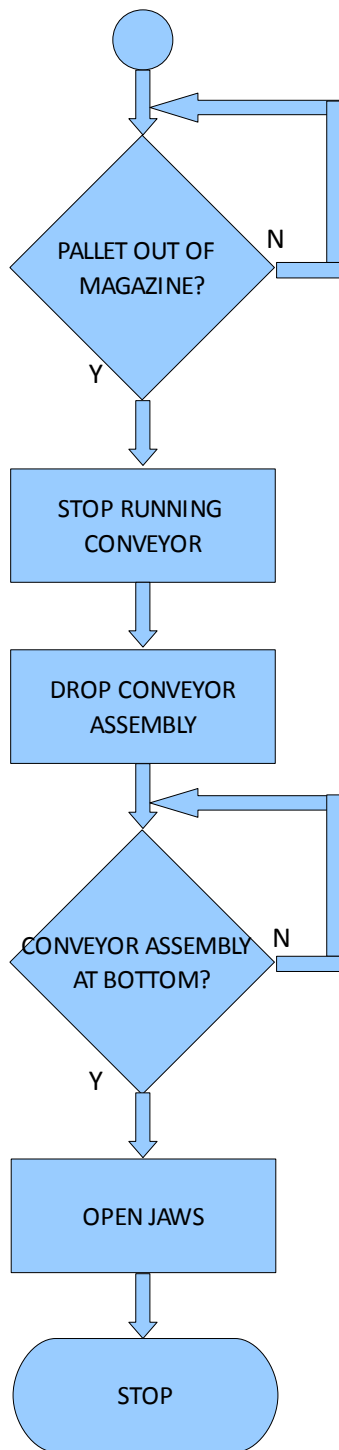 PALLET OUT OF
MAGAZINE?
N
Y
STOP RUNNING
CONVEYOR
DROP CONVEYOR
ASSEMBLY
CONVEYOR ASSEMBLY
AT BOTTOM?
N
Y
OPEN JAWS
STOP